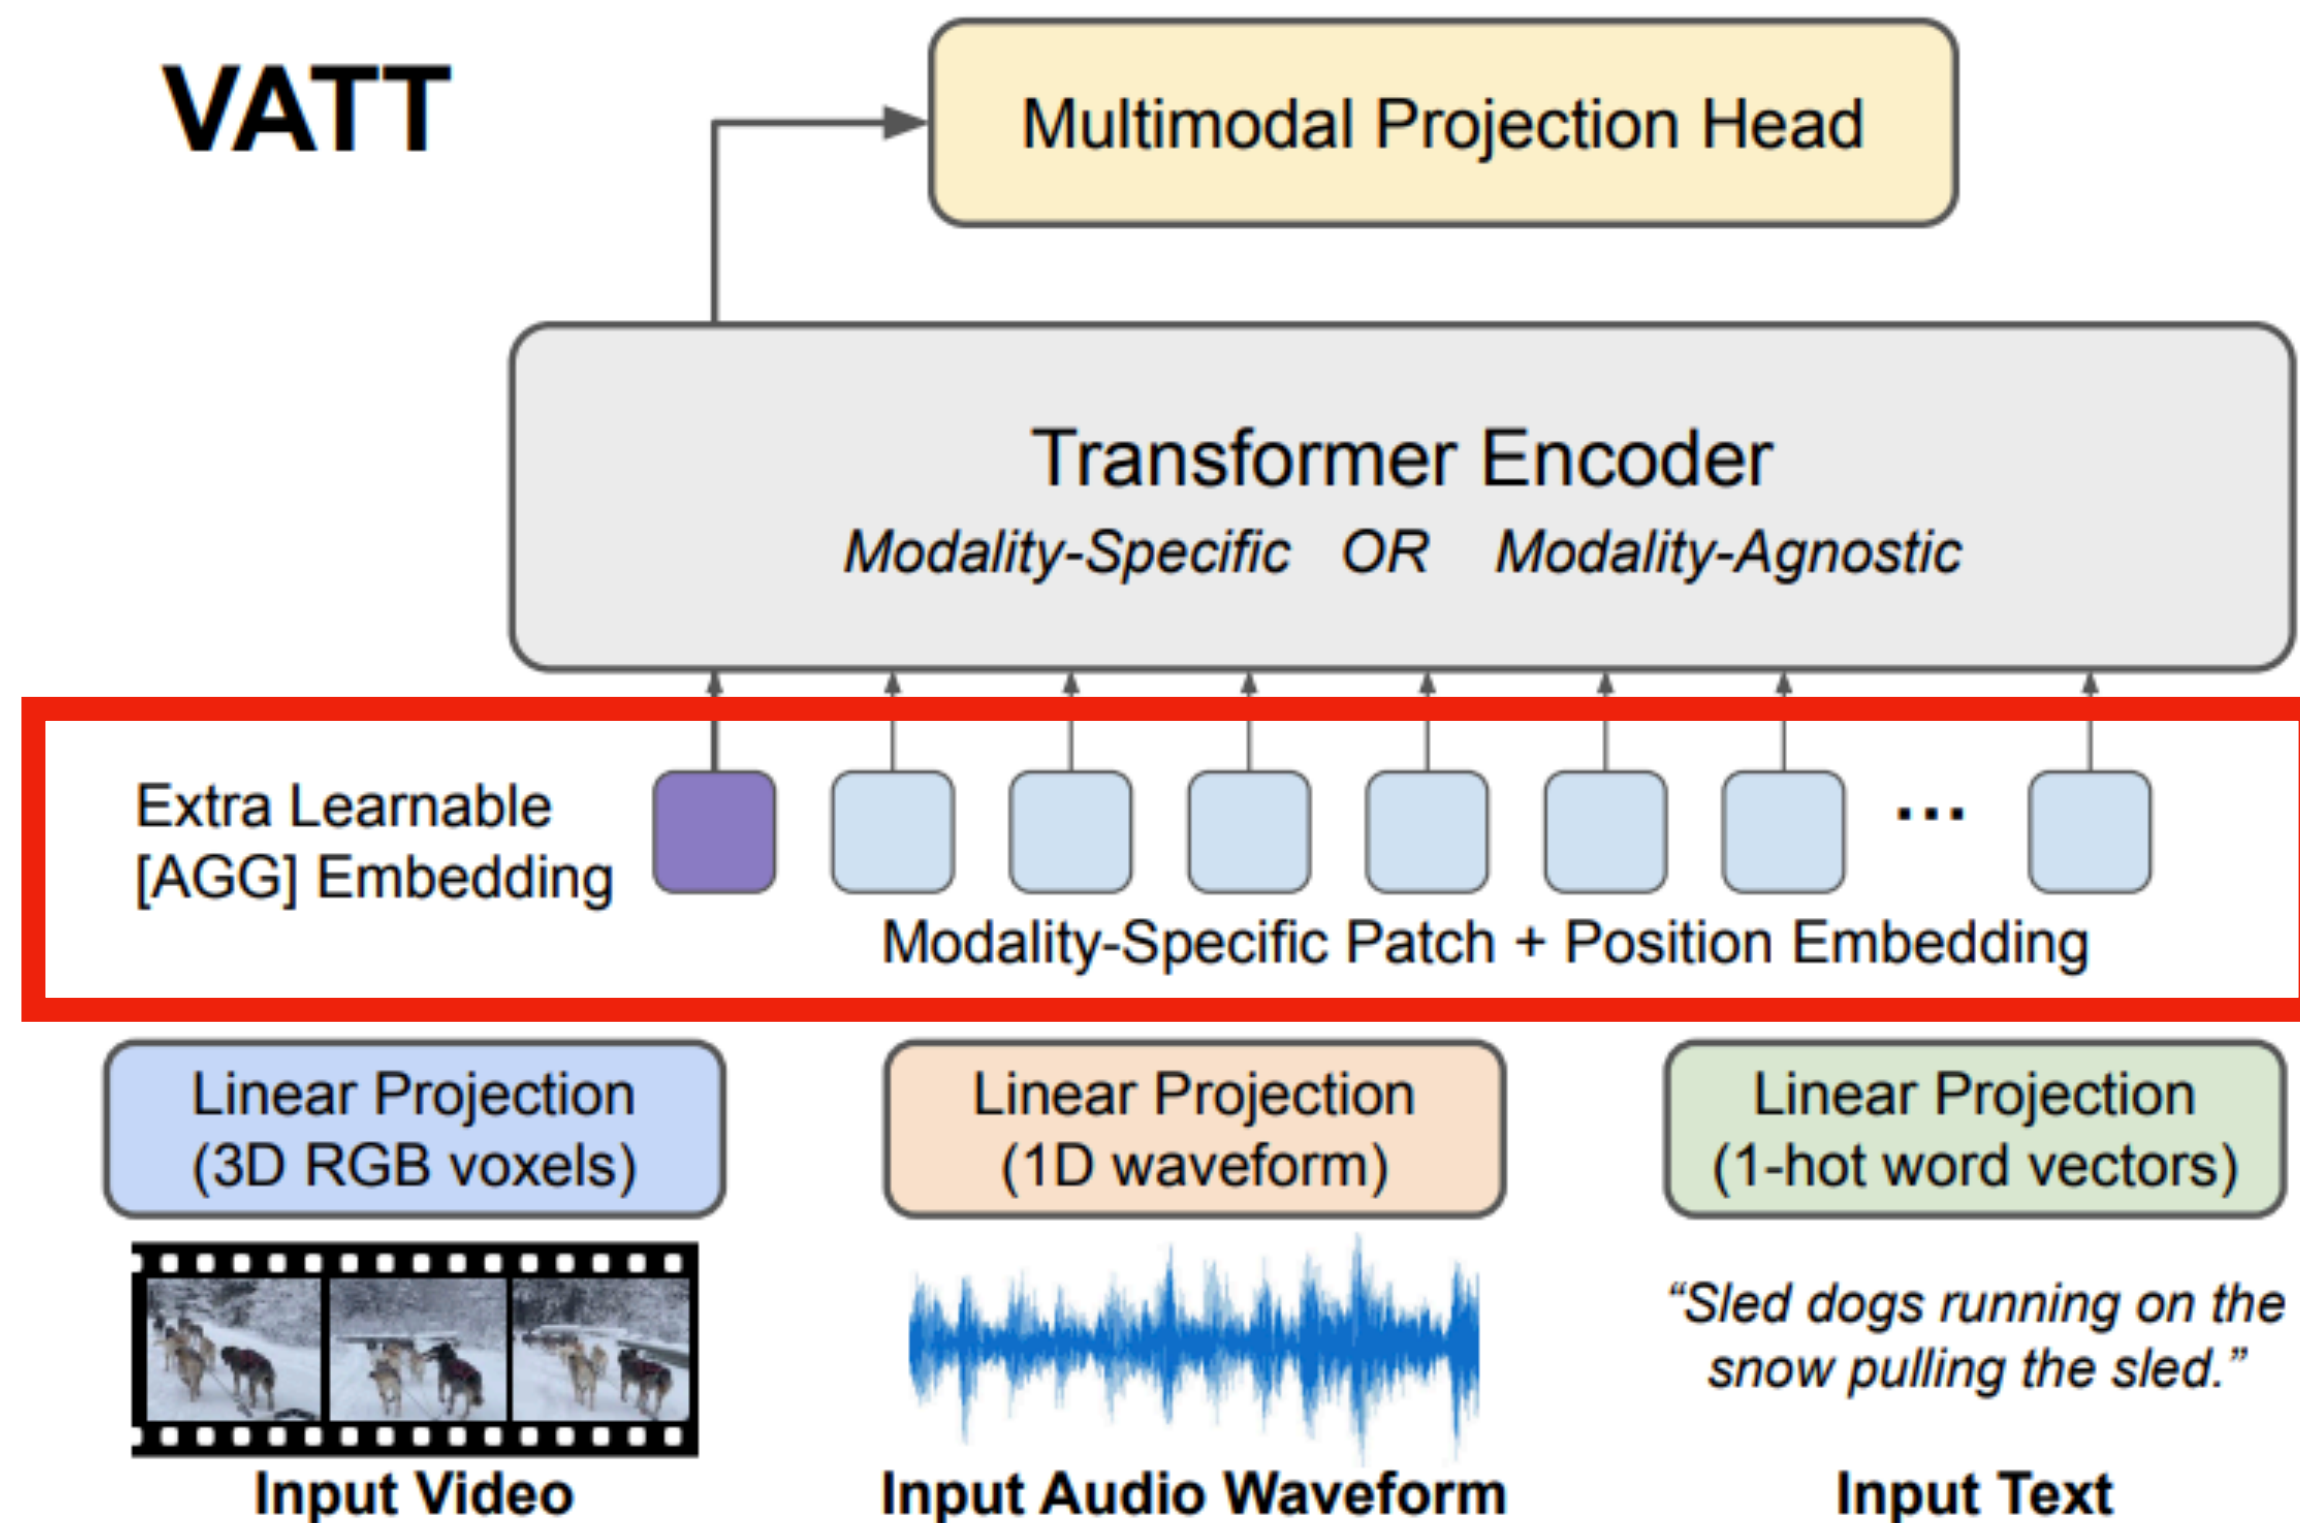 VATT
Multimodal Projection Head
Transformer Encoder
Modality-Specific OR Modality-Agnostic
Extra Learnable
[AGG] Embedding
...
Modality-Specific Patch + Position Embedding
Linear Projection
(3D RGB voxels)
Linear Projection
(1D waveform)
Linear Projection
(1-hot word vectors)
“Sled dogs running on the
snow pulling the sled.”
Input Video
Input Audio Waveform
Input Text